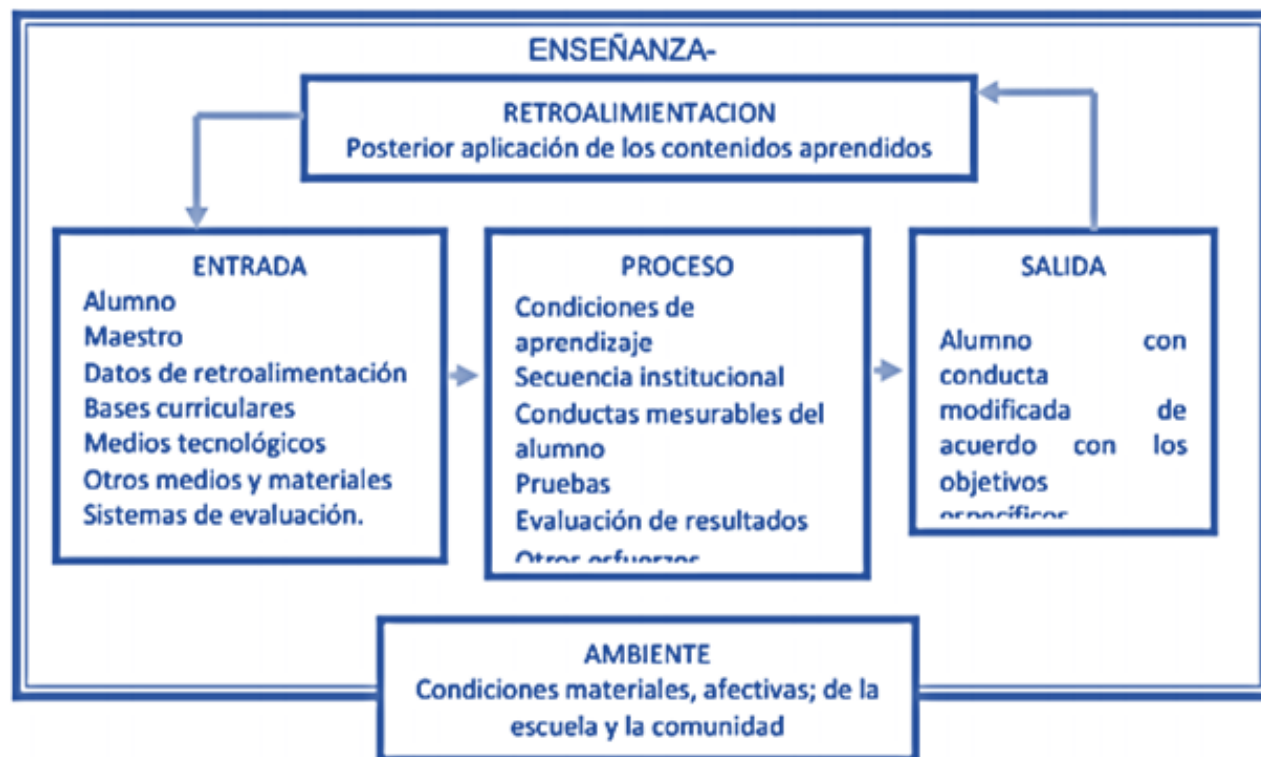 ENSEÑANZA-
RETROALIMENTACION
Posterior aplicación de los contenidos aprendidos
ENTRADA
Alumno
Maestro
Datos de retroalimentación
Bases curriculares
Medios tecnológicos
Otros medios y materiales
Sistemas de evaluación.
PROCESO
Condiciones de
aprendizaje
Secuencia institucional
Conductas mesurables del
alumno
Pruebas
Evaluación de resultados
Otros esfuerzos
SALIDA
Alumno con
conducta
modificada de
acuerdo con los
objetivos
específicos
AMBIENTE
Condiciones materiales, afectivas; de la
escuela y la comunidad